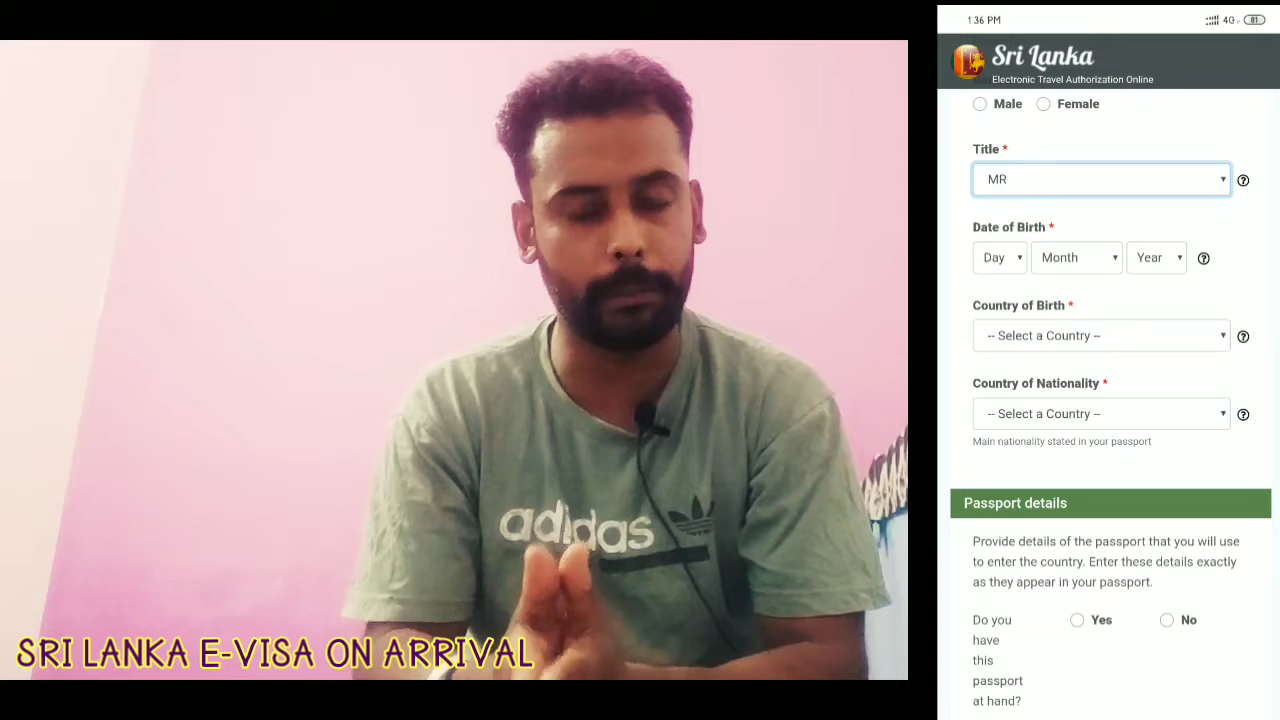 adidas
SRI LANKA E-VISA ON ARRIVAL
1:36 PM
4G
81
Sri Lanka
Electronic Travel Authorization Online
Male Female
Title *
MR
Date of Birth *
Day Month Year
Country of Birth *
-- Select a Country --
Country of Nationality *
-- Select a Country --
Main nationality stated in your passport
Passport details
Provide details of the passport that you will use
to enter the country. Enter these details exactly
as they appear in your passport.
Do you Yes No
have
this
passport
at hand?